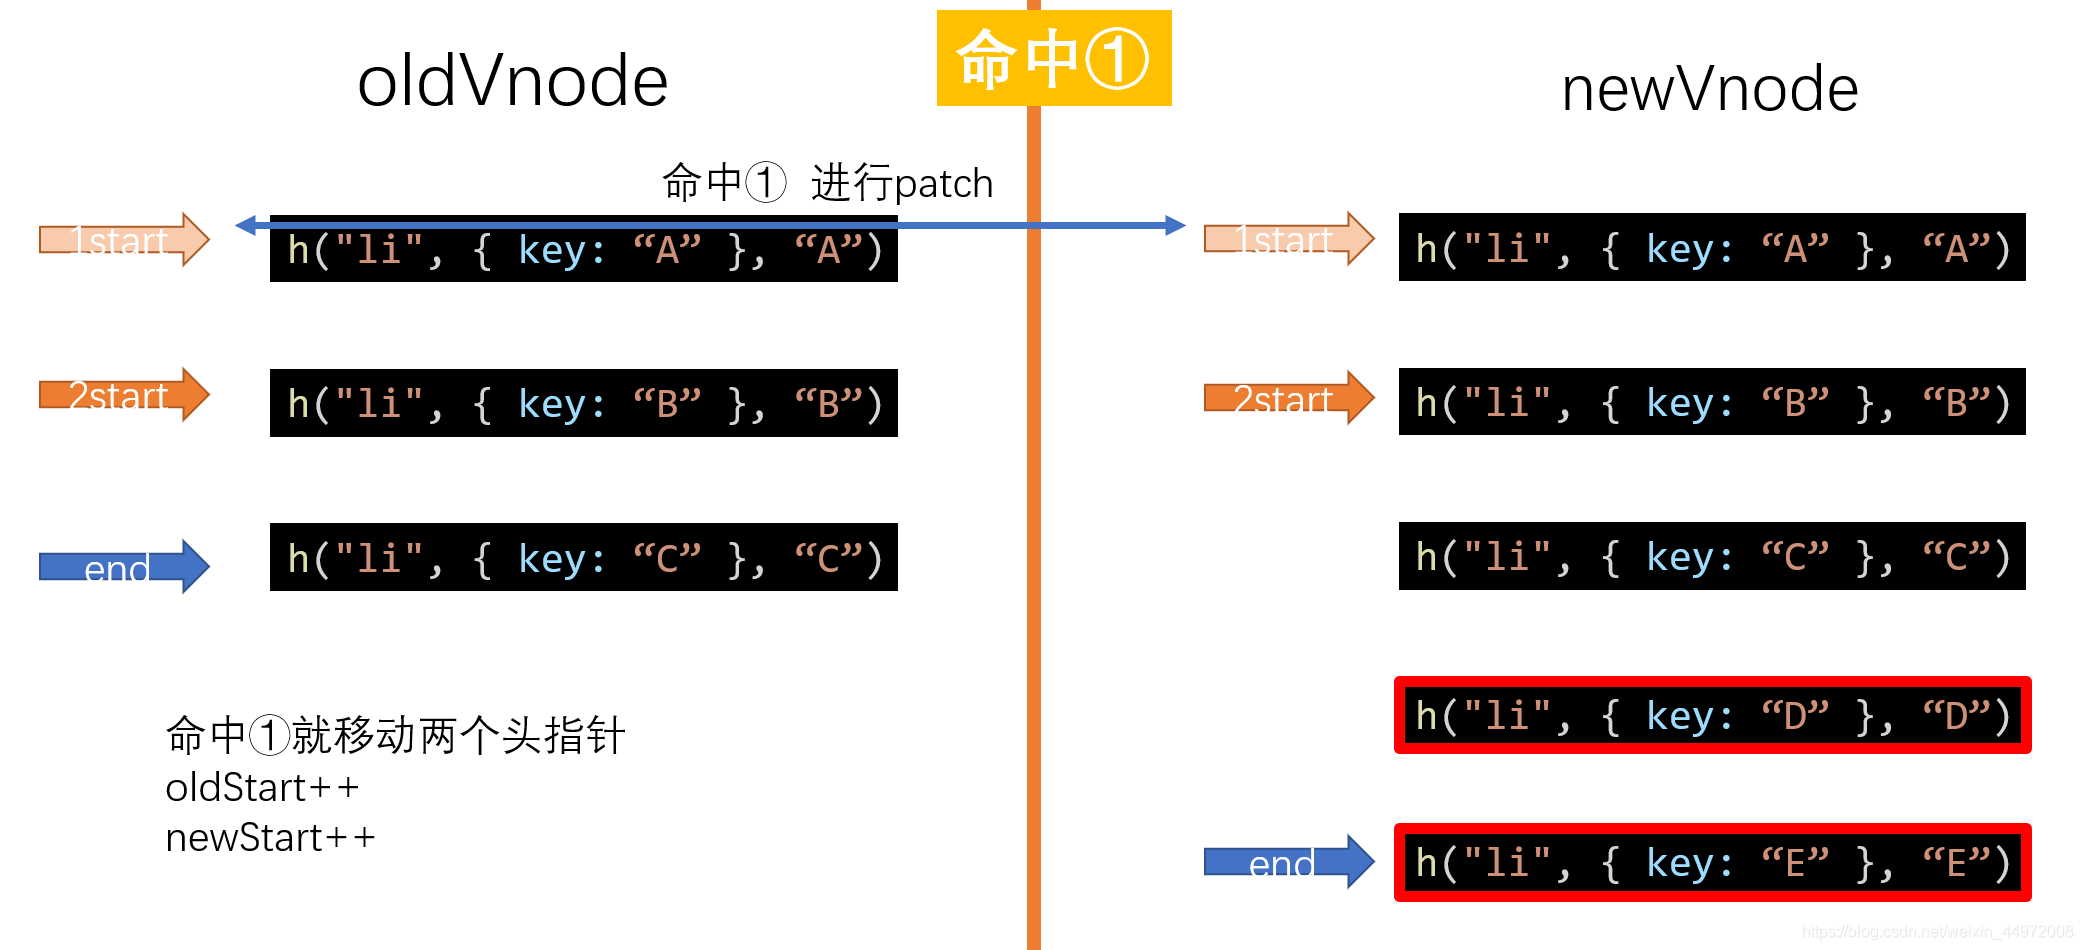 命中①
oldVnode
newVnode
命中① 进行patch
1start
h("li", { key: “A” }, “A”)
1start
h("li", { key: “A” }, “A”)
2start
h("li", { key: “B” }, “B”)
2start
h("li", { key: “B” }, “B”)
end
h("li", { key: “C” }, “C”)
h("li", { key: “C” }, “C”)
h("li", { key: “D” }, “D”)
命中①就移动两个头指针
oldStart++
newStart++
end
h("li", { key: “E” }, “E”)
https://blog.csdn.net/weixin_44972008